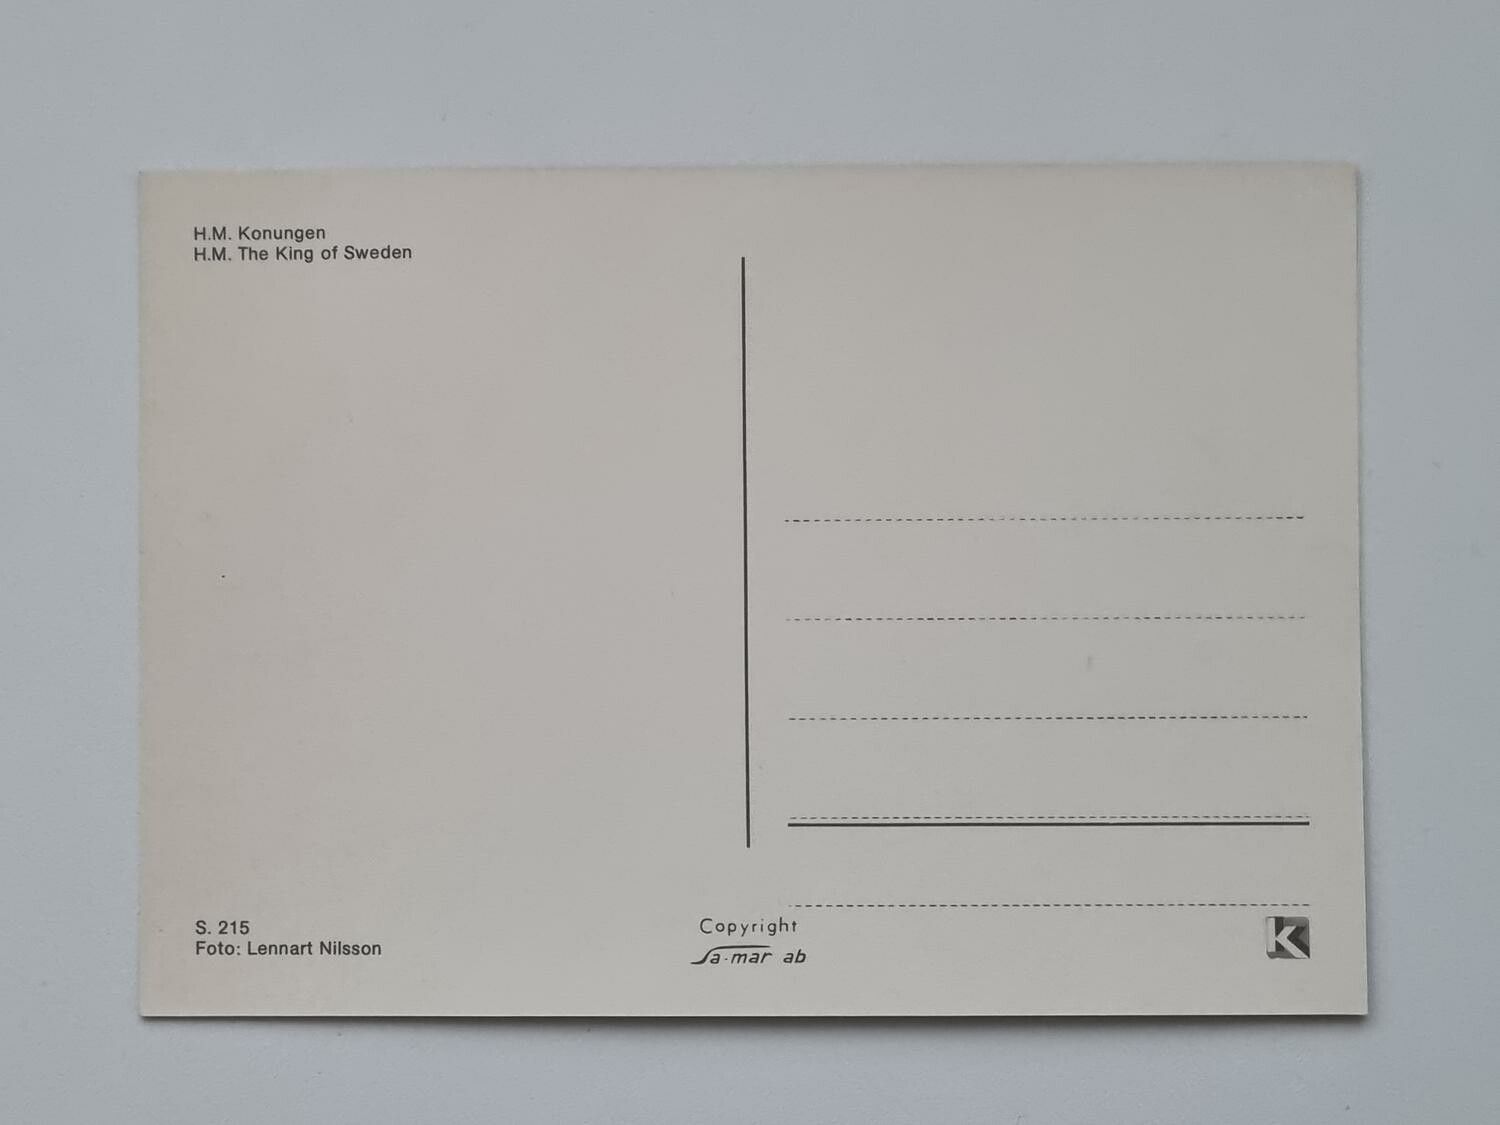 H.M. Konungen
H.M. The King of Sweden
S. 215
Foto: Lennart Nilsson
Copyright
Sa-mar ab
K